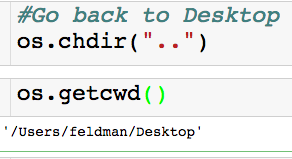 #Go back to Desktop
os.chdir("..")
os.getcwd()
'/Users/feldman/Desktop'